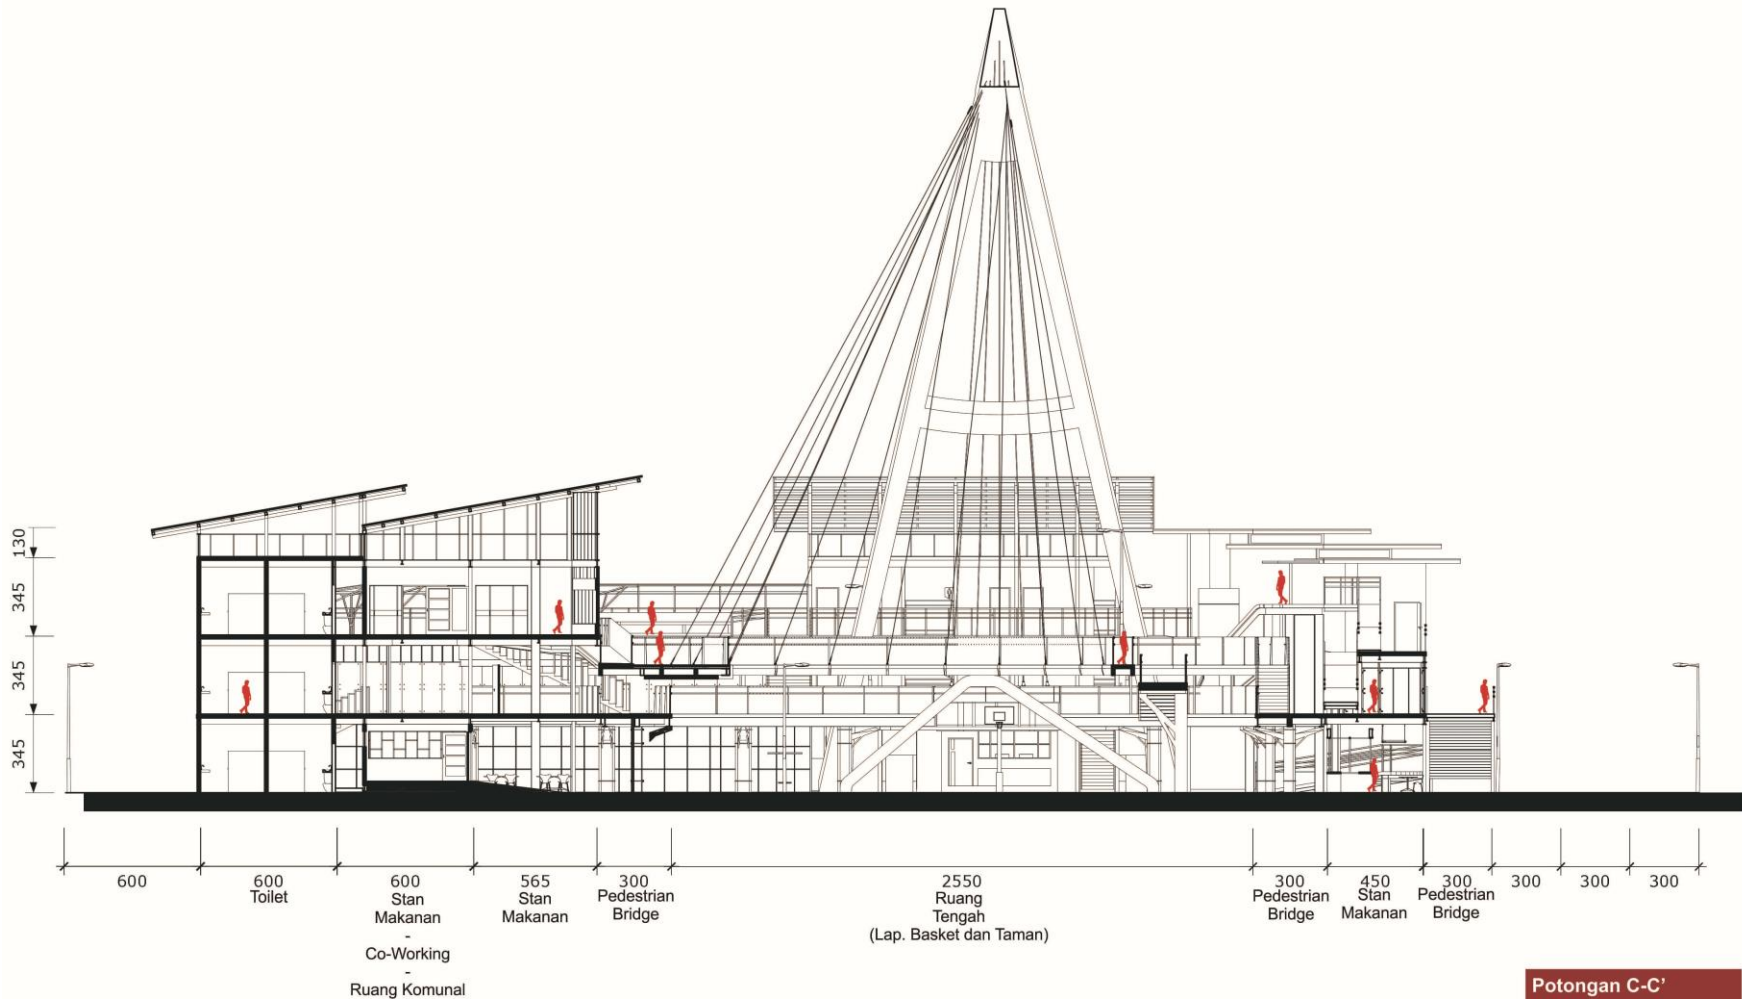 130
345
345
345
600
600
Toilet
600
Stan
Makanan
-
Co-Working
-
Ruang Komunal
565
Stan
Makanan
300
Pedestrian
Bridge
2550
Ruang
Tengah
(Lap. Basket dan Taman)
300
Pedestrian
Bridge
450
Stan
Makanan
300
Pedestrian
Bridge
300
300
300
Potongan C-C’